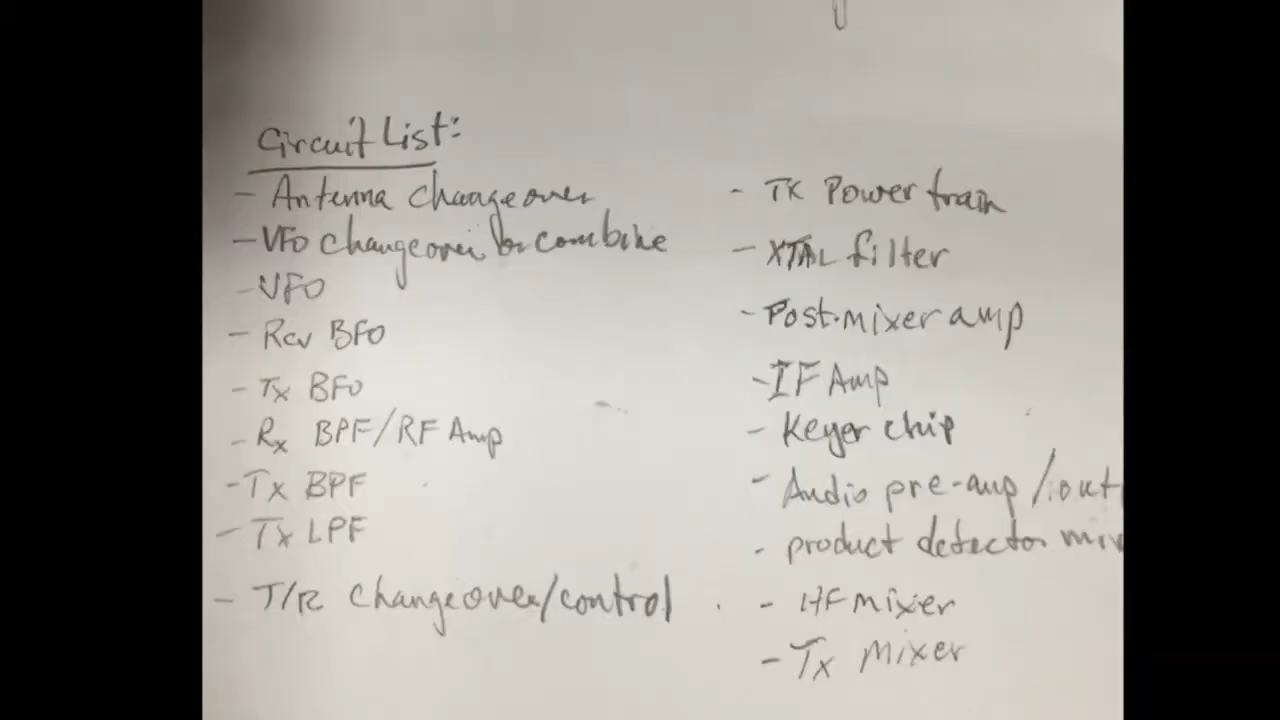 Circuit List:
- Antenna changeover
- VFO changeover or combine
- VFO
- Rcv BFO
- Tx BFO
- Rx BPF/RF Amp
- Tx BPF
- Tx LPF
- T/R changeover/control
- TX Power train
- XTAL filter
- Post-mixer amp
- IF Amp
- Keyer chip
- Audio pre-amp/out
- product detector mix
- HF mixer
- Tx Mixer